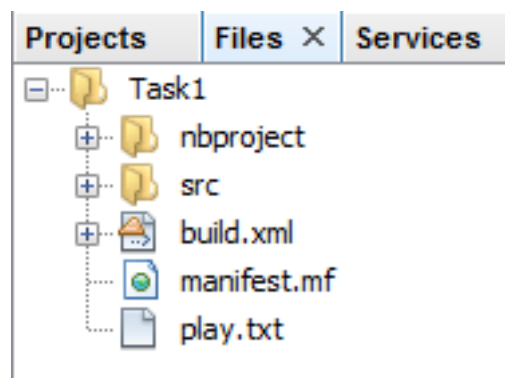 Projects Files × Services
Task1
nbproject
src
build.xml
manifest.mf
play.txt